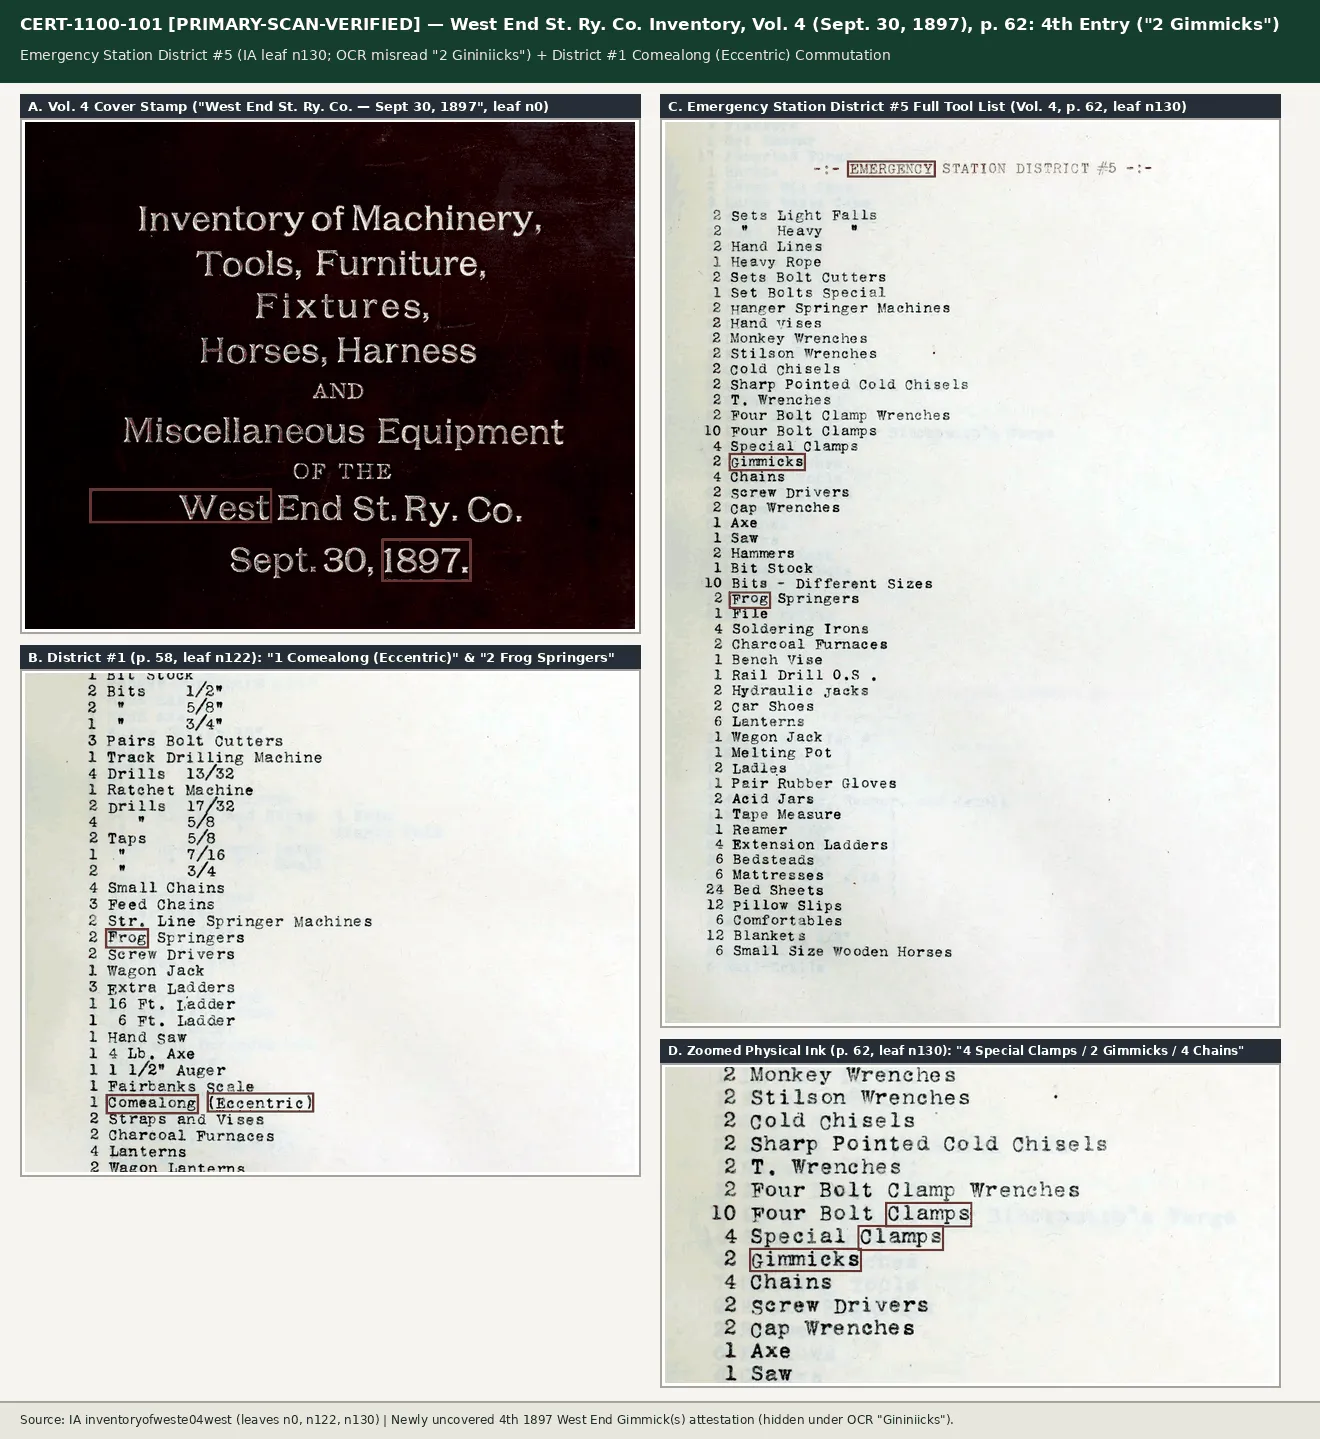 CERT-1100-101 [PRIMARY-SCAN-VERIFIED] — West End St. Ry. Co. Inventory, Vol. 4 (Sept. 30, 1897), p. 62: 4th Entry ("2 Gimmicks")
Emergency Station District #5 (IA leaf n130; OCR misread "2 Gininiicks") + District #1 Comealong (Eccentric) Commutation
A. Vol. 4 Cover Stamp ("West End St. Ry. Co. — Sept 30, 1897", leaf n0)
Inventory of Machinery,
Tools, Furniture,
Fixtures,
Horses, Harness
AND
Miscellaneous Equipment
OF THE
West End St. Ry. Co.
Sept. 30, 1897.
B. District #1 (p. 58, leaf n122): "1 Comealong (Eccentric)" & "2 Frog Springers"
1 Bit Stock
2 Bits 1/2"
2 " 5/8"
1 " 3/4"
3 Pairs Bolt Cutters
1 Track Drilling Machine
4 Drills 13/32
1 Ratchet Machine
2 Drills 17/32
4 " 5/8
2 Taps 5/8
1 " 7/16
2 " 3/4
4 Small Chains
3 Feed Chains
2 Str. Line Springer Machines
2 Frog Springers
2 Screw Drivers
1 Wagon Jack
3 Extra Ladders
1 16 Ft. Ladder
1 6 Ft. Ladder
1 Hand Saw
1 4 Lb. Axe
1 1 1/2" Auger
1 Fairbanks Scale
1 Comealong (Eccentric)
2 Straps and Vises
2 Charcoal Furnaces
4 Lanterns
2 Wagon Lanterns
C. Emergency Station District #5 Full Tool List (Vol. 4, p. 62, leaf n130)
-:- EMERGENCY STATION DISTRICT #5 -:-
2 Sets Light Falls
2 " Heavy "
2 Hand Lines
1 Heavy Rope
2 Sets Bolt Cutters
1 Set Bolts Special
2 Hanger Springer Machines
2 Hand Vises
2 Monkey Wrenches
2 Stilson Wrenches
2 Cold Chisels
2 Sharp Pointed Cold Chisels
2 T. Wrenches
2 Four Bolt Clamp Wrenches
10 Four Bolt Clamps
4 Special Clamps
2 Gimmicks
4 Chains
2 Screw Drivers
2 Cap Wrenches
1 Axe
1 Saw
2 Hammers
1 Bit Stock
10 Bits - Different Sizes
2 Frog Springers
1 File
4 Soldering Irons
2 Charcoal Furnaces
1 Bench Vise
1 Rail Drill O.S .
2 Hydraulic Jacks
2 Car Shoes
6 Lanterns
1 Wagon Jack
1 Melting Pot
2 Ladles
1 Pair Rubber Gloves
2 Acid Jars
1 Tape Measure
1 Reamer
4 Extension Ladders
6 Bedsteads
6 Mattresses
24 Bed Sheets
12 Pillow Slips
6 Comfortables
12 Blankets
6 Small Size Wooden Horses
D. Zoomed Physical Ink (p. 62, leaf n130): "4 Special Clamps / 2 Gimmicks / 4 Chains"
2 Monkey Wrenches
2 Stilson Wrenches
2 Cold Chisels
2 Sharp Pointed Cold Chisels
2 T. Wrenches
2 Four Bolt Clamp Wrenches
10 Four Bolt Clamps
4 Special Clamps
2 Gimmicks
4 Chains
2 Screw Drivers
2 Cap Wrenches
1 Axe
1 Saw
Source: IA inventoryofweste04west (leaves n0, n122, n130) | Newly uncovered 4th 1897 West End Gimmick(s) attestation (hidden under OCR "Gininiicks").